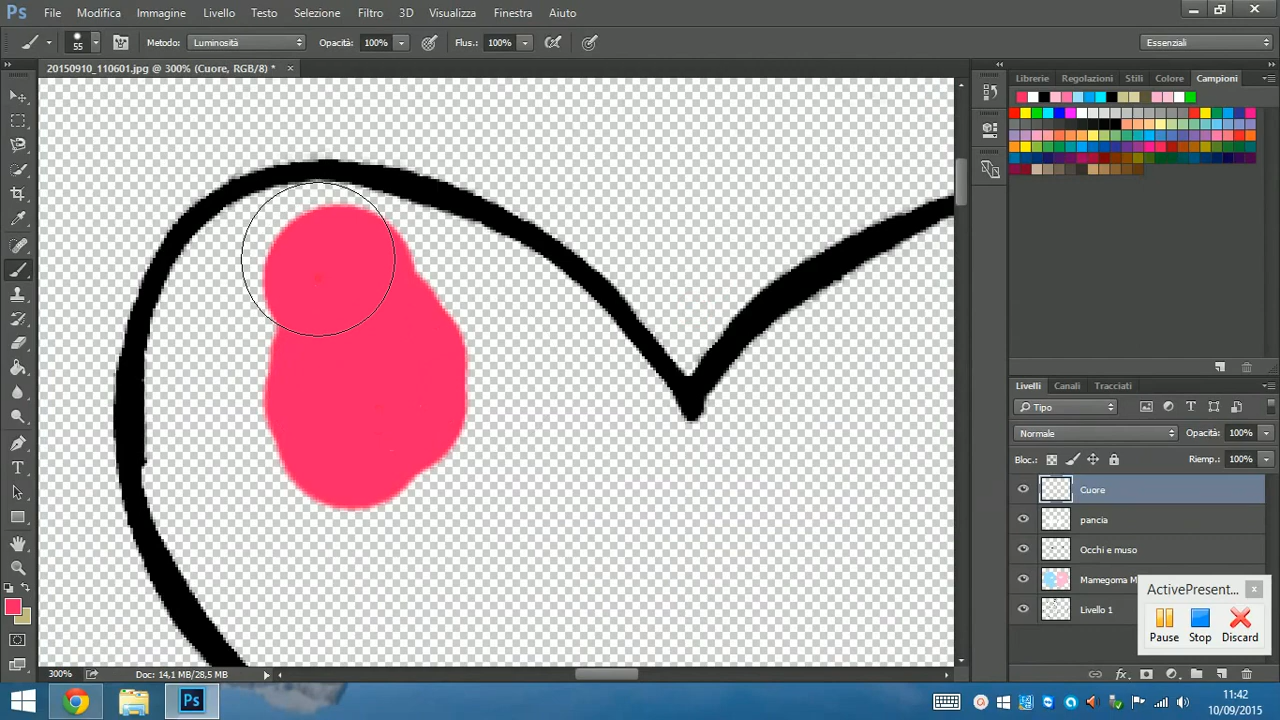 Ps File Modifica Immagine Livello Testo Selezione Filtro 3D Visualizza Finestra Aiuto
55 Metodo: Luminosità Opacità: 100% Flus.: 100% Essenziali
20150910_110601.jpg @ 300% (Cuore, RGB/8) * ×
Librerie Regolazioni Stili Colore Campioni
Livelli Canali Tracciati
Tipo
Normale Opacità: 100%
Bloc.: Riemp.: 100%
Cuore
pancia
Occhi e muso
Mamegoma M
Livello 1
ActivePresent... x
Pause Stop Discard
300% Doc: 14,1 MB/28,5 MB
Ps
11:42
10/09/2015